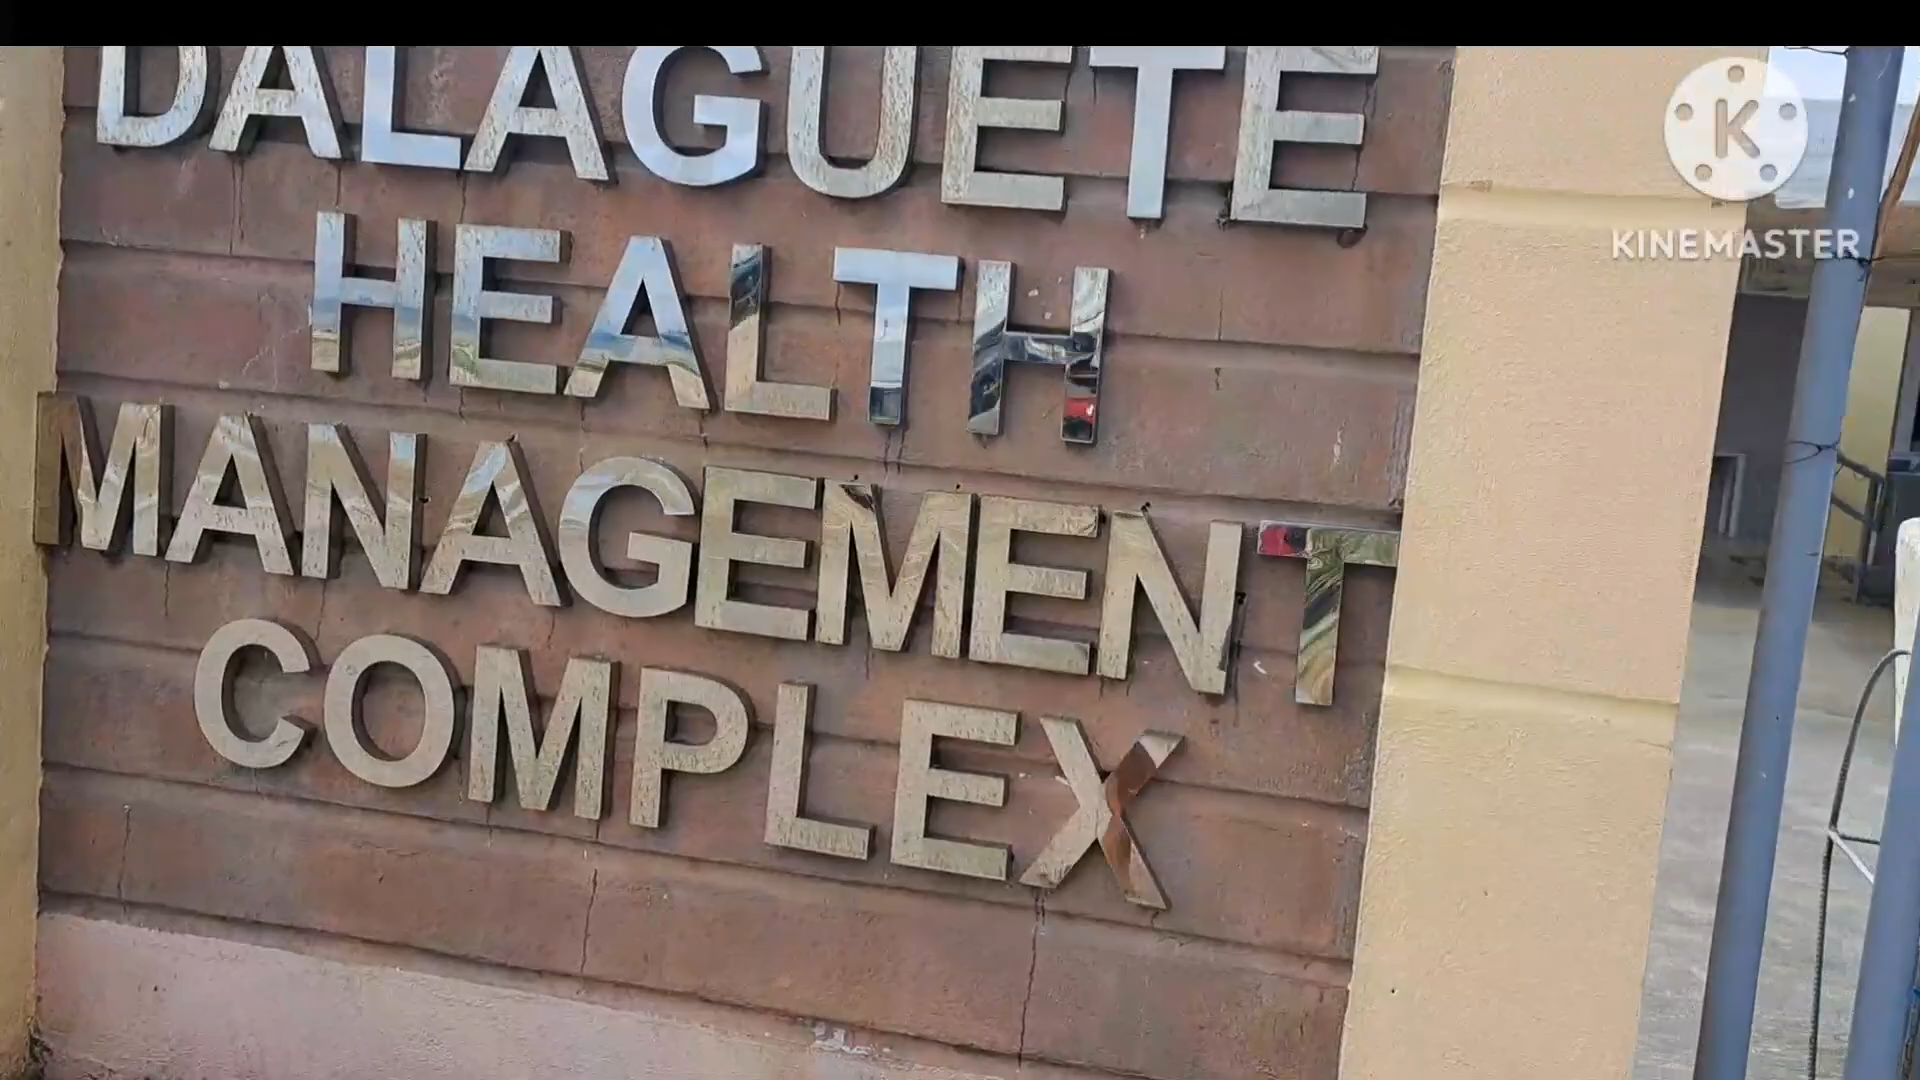 DALAGUETE
HEALTH
MANAGEMENT
COMPLEX
K
KINEMASTER